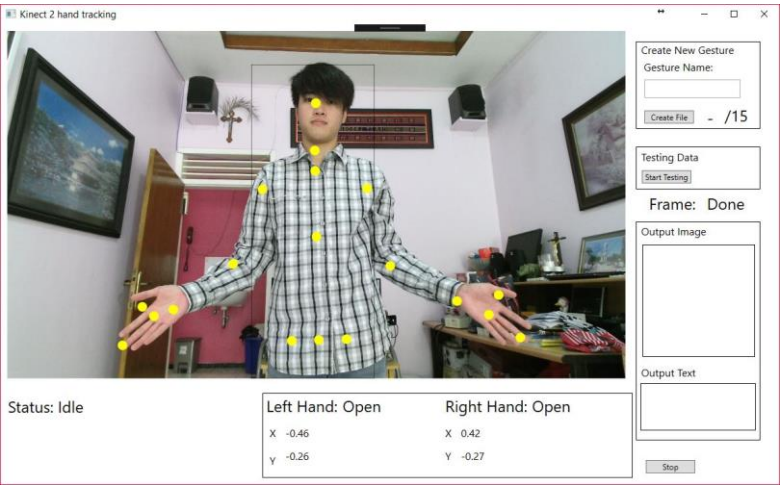 Kinect 2 hand tracking
Create New Gesture
Gesture Name:
Create File - /15
Testing Data
Start Testing
Frame: Done
Output Image
Output Text
Status: Idle
Left Hand: Open Right Hand: Open
X -0.46 X 0.42
Y -0.26 Y -0.27
Stop